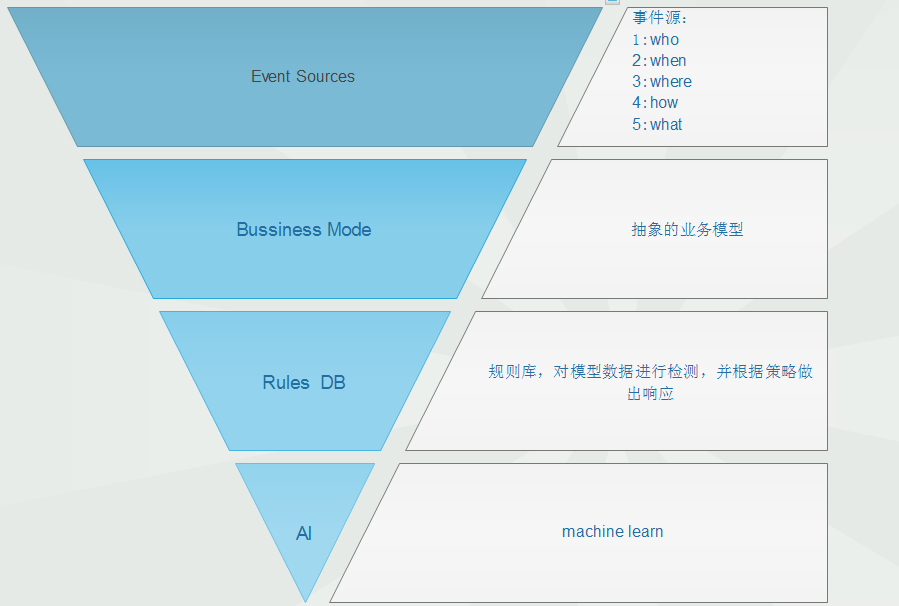 Event Sources
事件源：
1：who
2：when
3：where
4：how
5：what
Bussiness Mode
抽象的业务模型
Rules  DB
规则库，对模型数据进行检测，并根据策略做
出响应
AI
machine learn